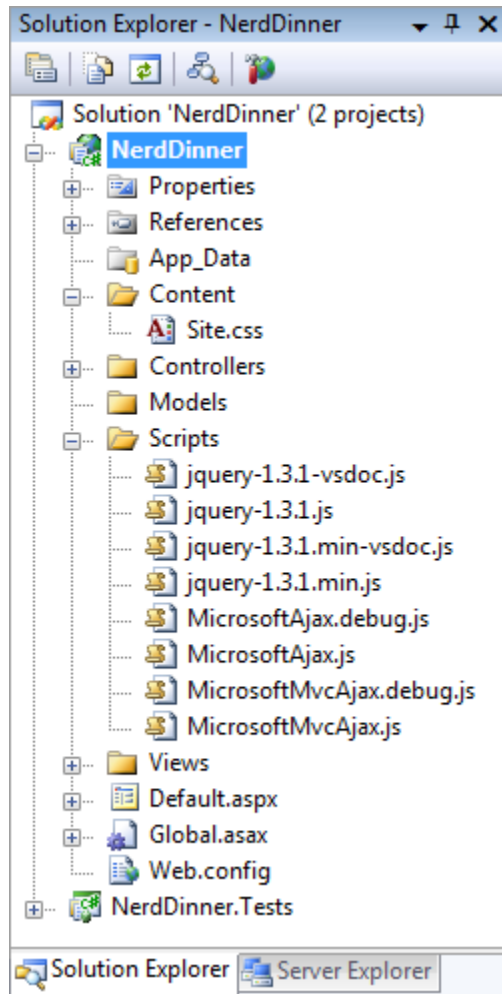 Solution Explorer - NerdDinner
Solution 'NerdDinner' (2 projects)
NerdDinner
Properties
References
App_Data
Content
Site.css
Controllers
Models
Scripts
jquery-1.3.1-vsdoc.js
jquery-1.3.1.js
jquery-1.3.1.min-vsdoc.js
jquery-1.3.1.min.js
MicrosoftAjax.debug.js
MicrosoftAjax.js
MicrosoftMvcAjax.debug.js
MicrosoftMvcAjax.js
Views
Default.aspx
Global.asax
Web.config
NerdDinner.Tests
Solution Explorer Server Explorer